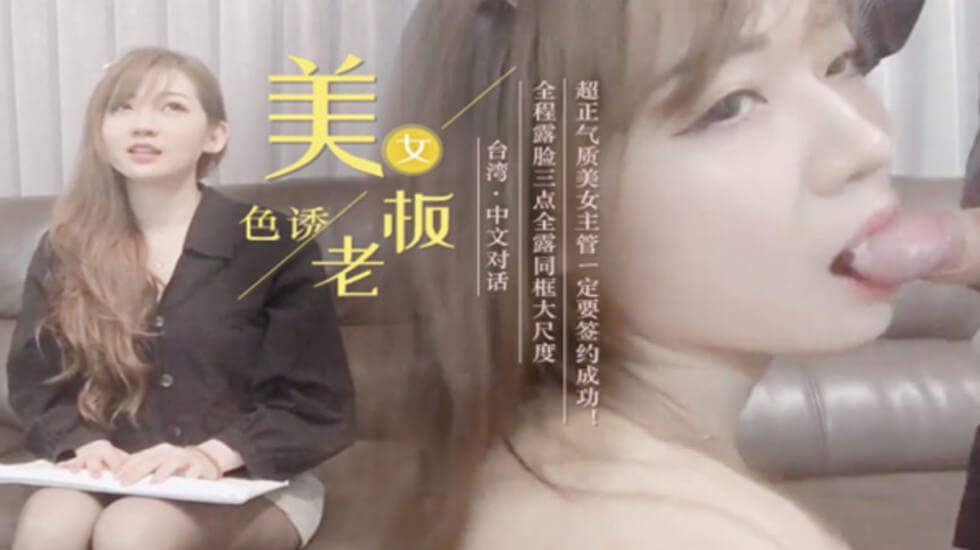 美女
色诱老板
台湾·中文对话
全程露脸三点全露同框大尺度
超正气质美女主管一定要签约成功！